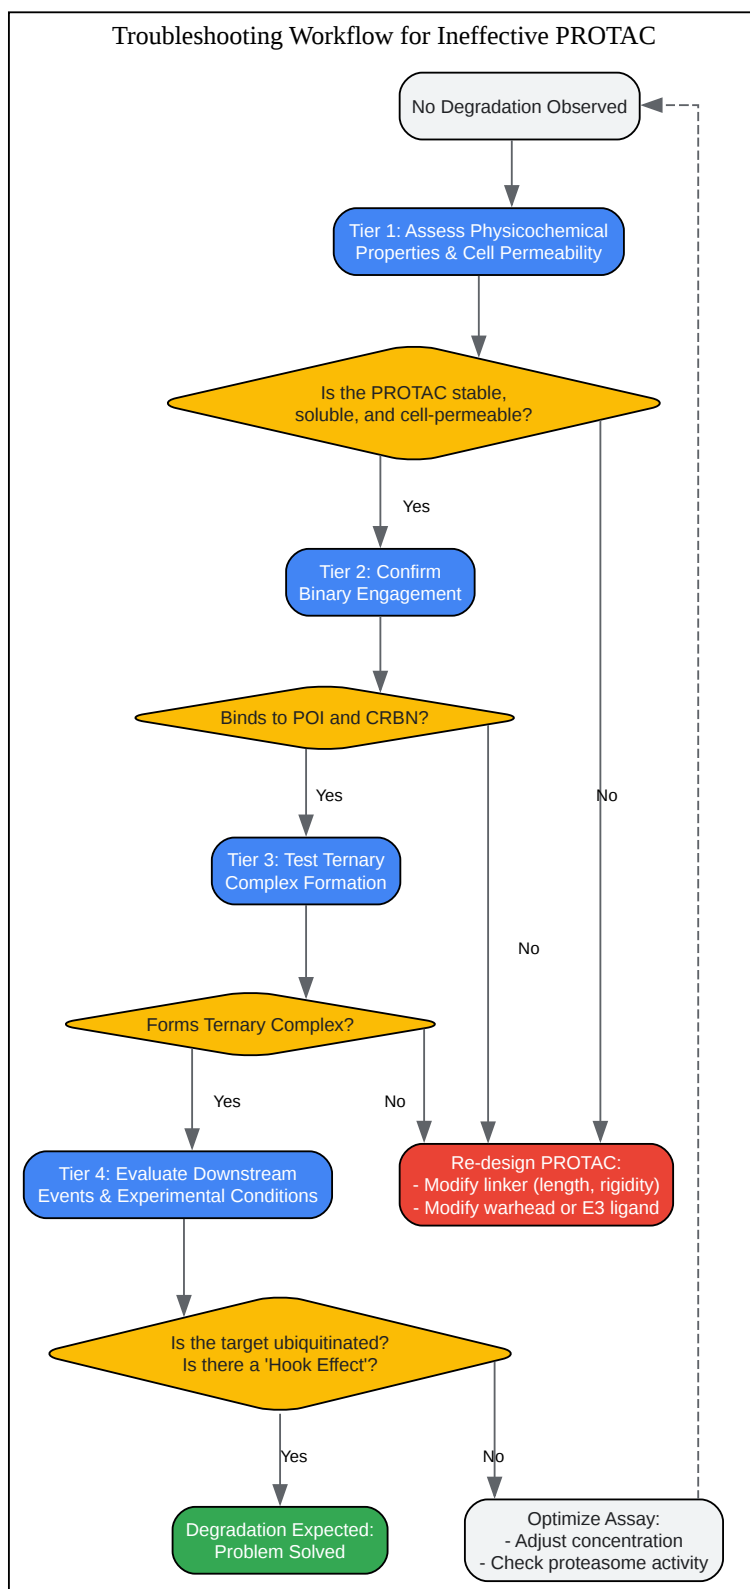 Troubleshooting Workflow for Ineffective PROTAC
No Degradation Observed
Tier 1: Assess Physicochemical
Properties & Cell Permeability
Is the PROTAC stable,
soluble, and cell-permeable?
Yes
Tier 2: Confirm
Binary Engagement
Binds to POI and CRBN?
Yes
No
Tier 3: Test Ternary
Complex Formation
No
Forms Ternary Complex?
Yes
No
Tier 4: Evaluate Downstream
Events & Experimental Conditions
Re-design PROTAC:
- Modify linker (length, rigidity)
- Modify warhead or E3 ligand
Is the target ubiquitinated?
Is there a 'Hook Effect'?
Yes
No
Degradation Expected:
Problem Solved
Optimize Assay:
- Adjust concentration
- Check proteasome activity